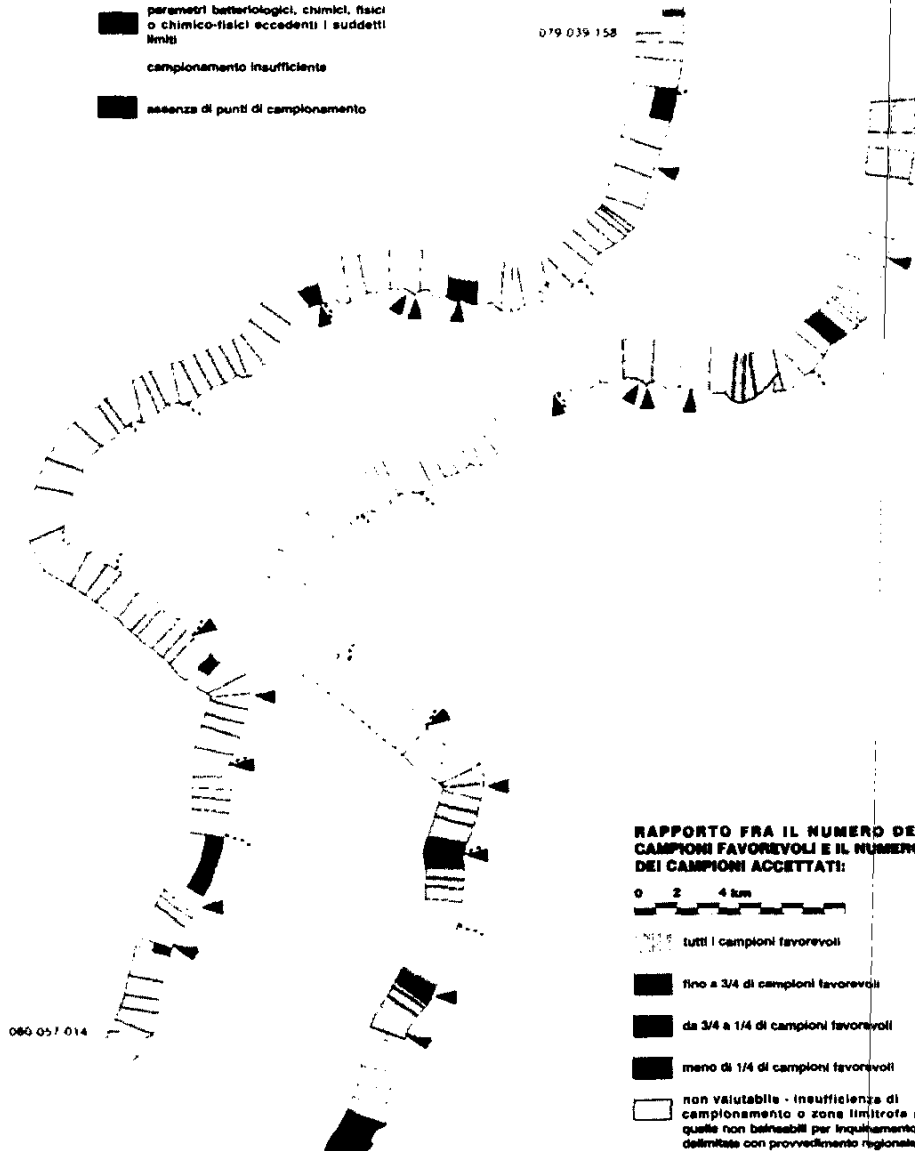 parametri batteriologici, chimici, fisici
o chimico-fisici eccedenti i suddetti
limiti
campionamento insufficiente
assenza di punti di campionamento
079 039 158
080 057 014
RAPPORTO FRA IL NUMERO DE
CAMPIONI FAVOREVOLI E IL NUMERO
DEI CAMPIONI ACCETTATI:
0 2 4 km
tutti i campioni favorevoli
fino a 3/4 di campioni favorevoli
da 3/4 a 1/4 di campioni favorevoli
meno di 1/4 di campioni favorevoli
non valutabile - insufficienza di
campionamento o zona limitrofa
quelle non balneabili per inquinamento
delimitate con provvedimento regionale